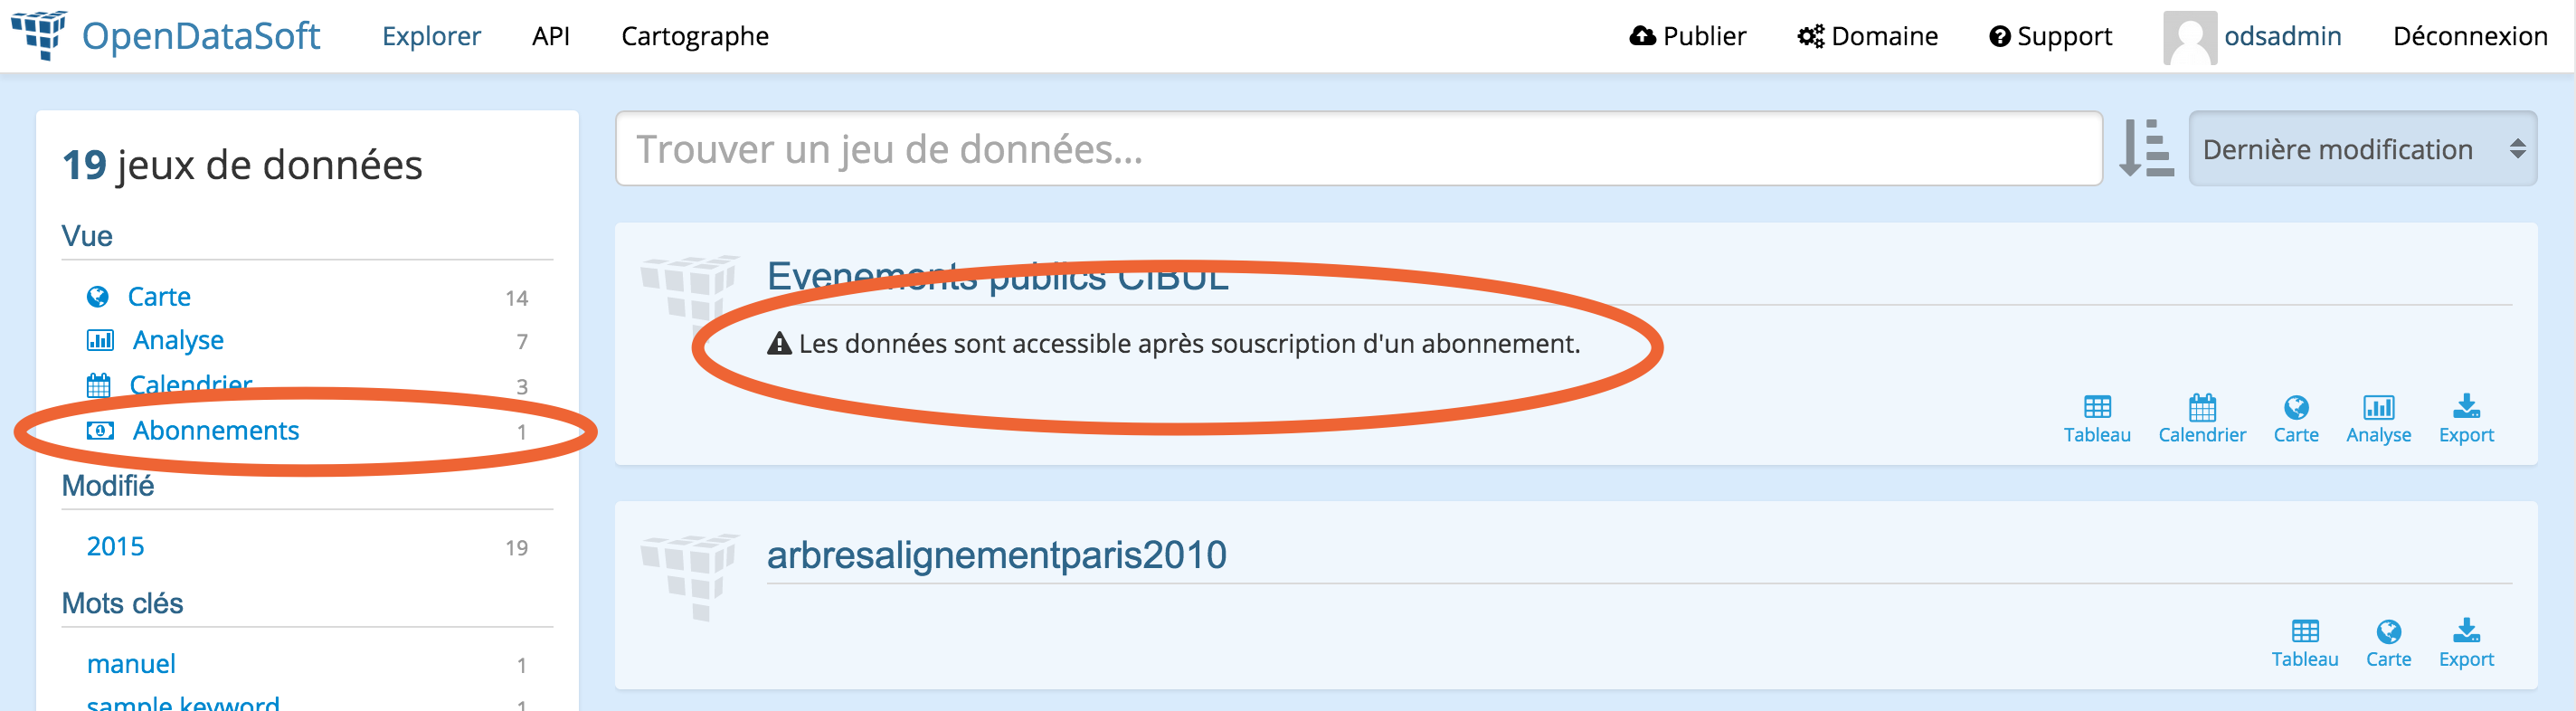 OpenDataSoft Explorer API Cartographe Publier Domaine Support odsadmin Déconnexion
19 jeux de données
Vue
Carte 14
Analyse 7
Calendrier 3
Abonnements 1
Modifié
2015 19
Mots clés
manuel 1
sample keyword 1
Trouver un jeu de données...
Dernière modification
Evenements publics CIBUL
Les données sont accessible après souscription d'un abonnement.
Tableau Calendrier Carte Analyse Export
arbresalignementparis2010
Tableau Carte Export